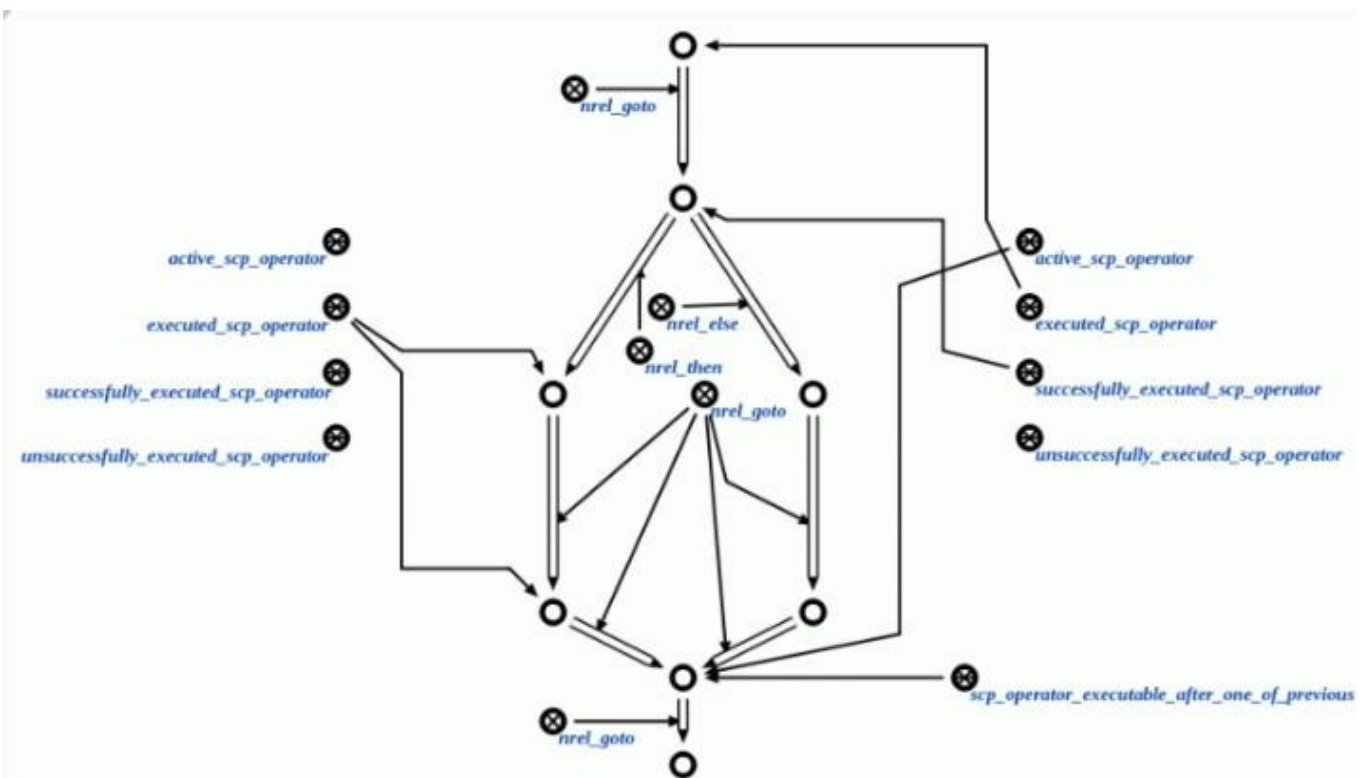 nrel_goto
active_scp_operator
active_scp_operator
executed_scp_operator
nrel_else
executed_scp_operator
nrel_then
successfully_executed_scp_operator
successfully_executed_scp_operator
nrel_goto
unsuccessfully_executed_scp_operator
unsuccessfully_executed_scp_operator
scp_operator_executable_after_one_of_previous
nrel_goto